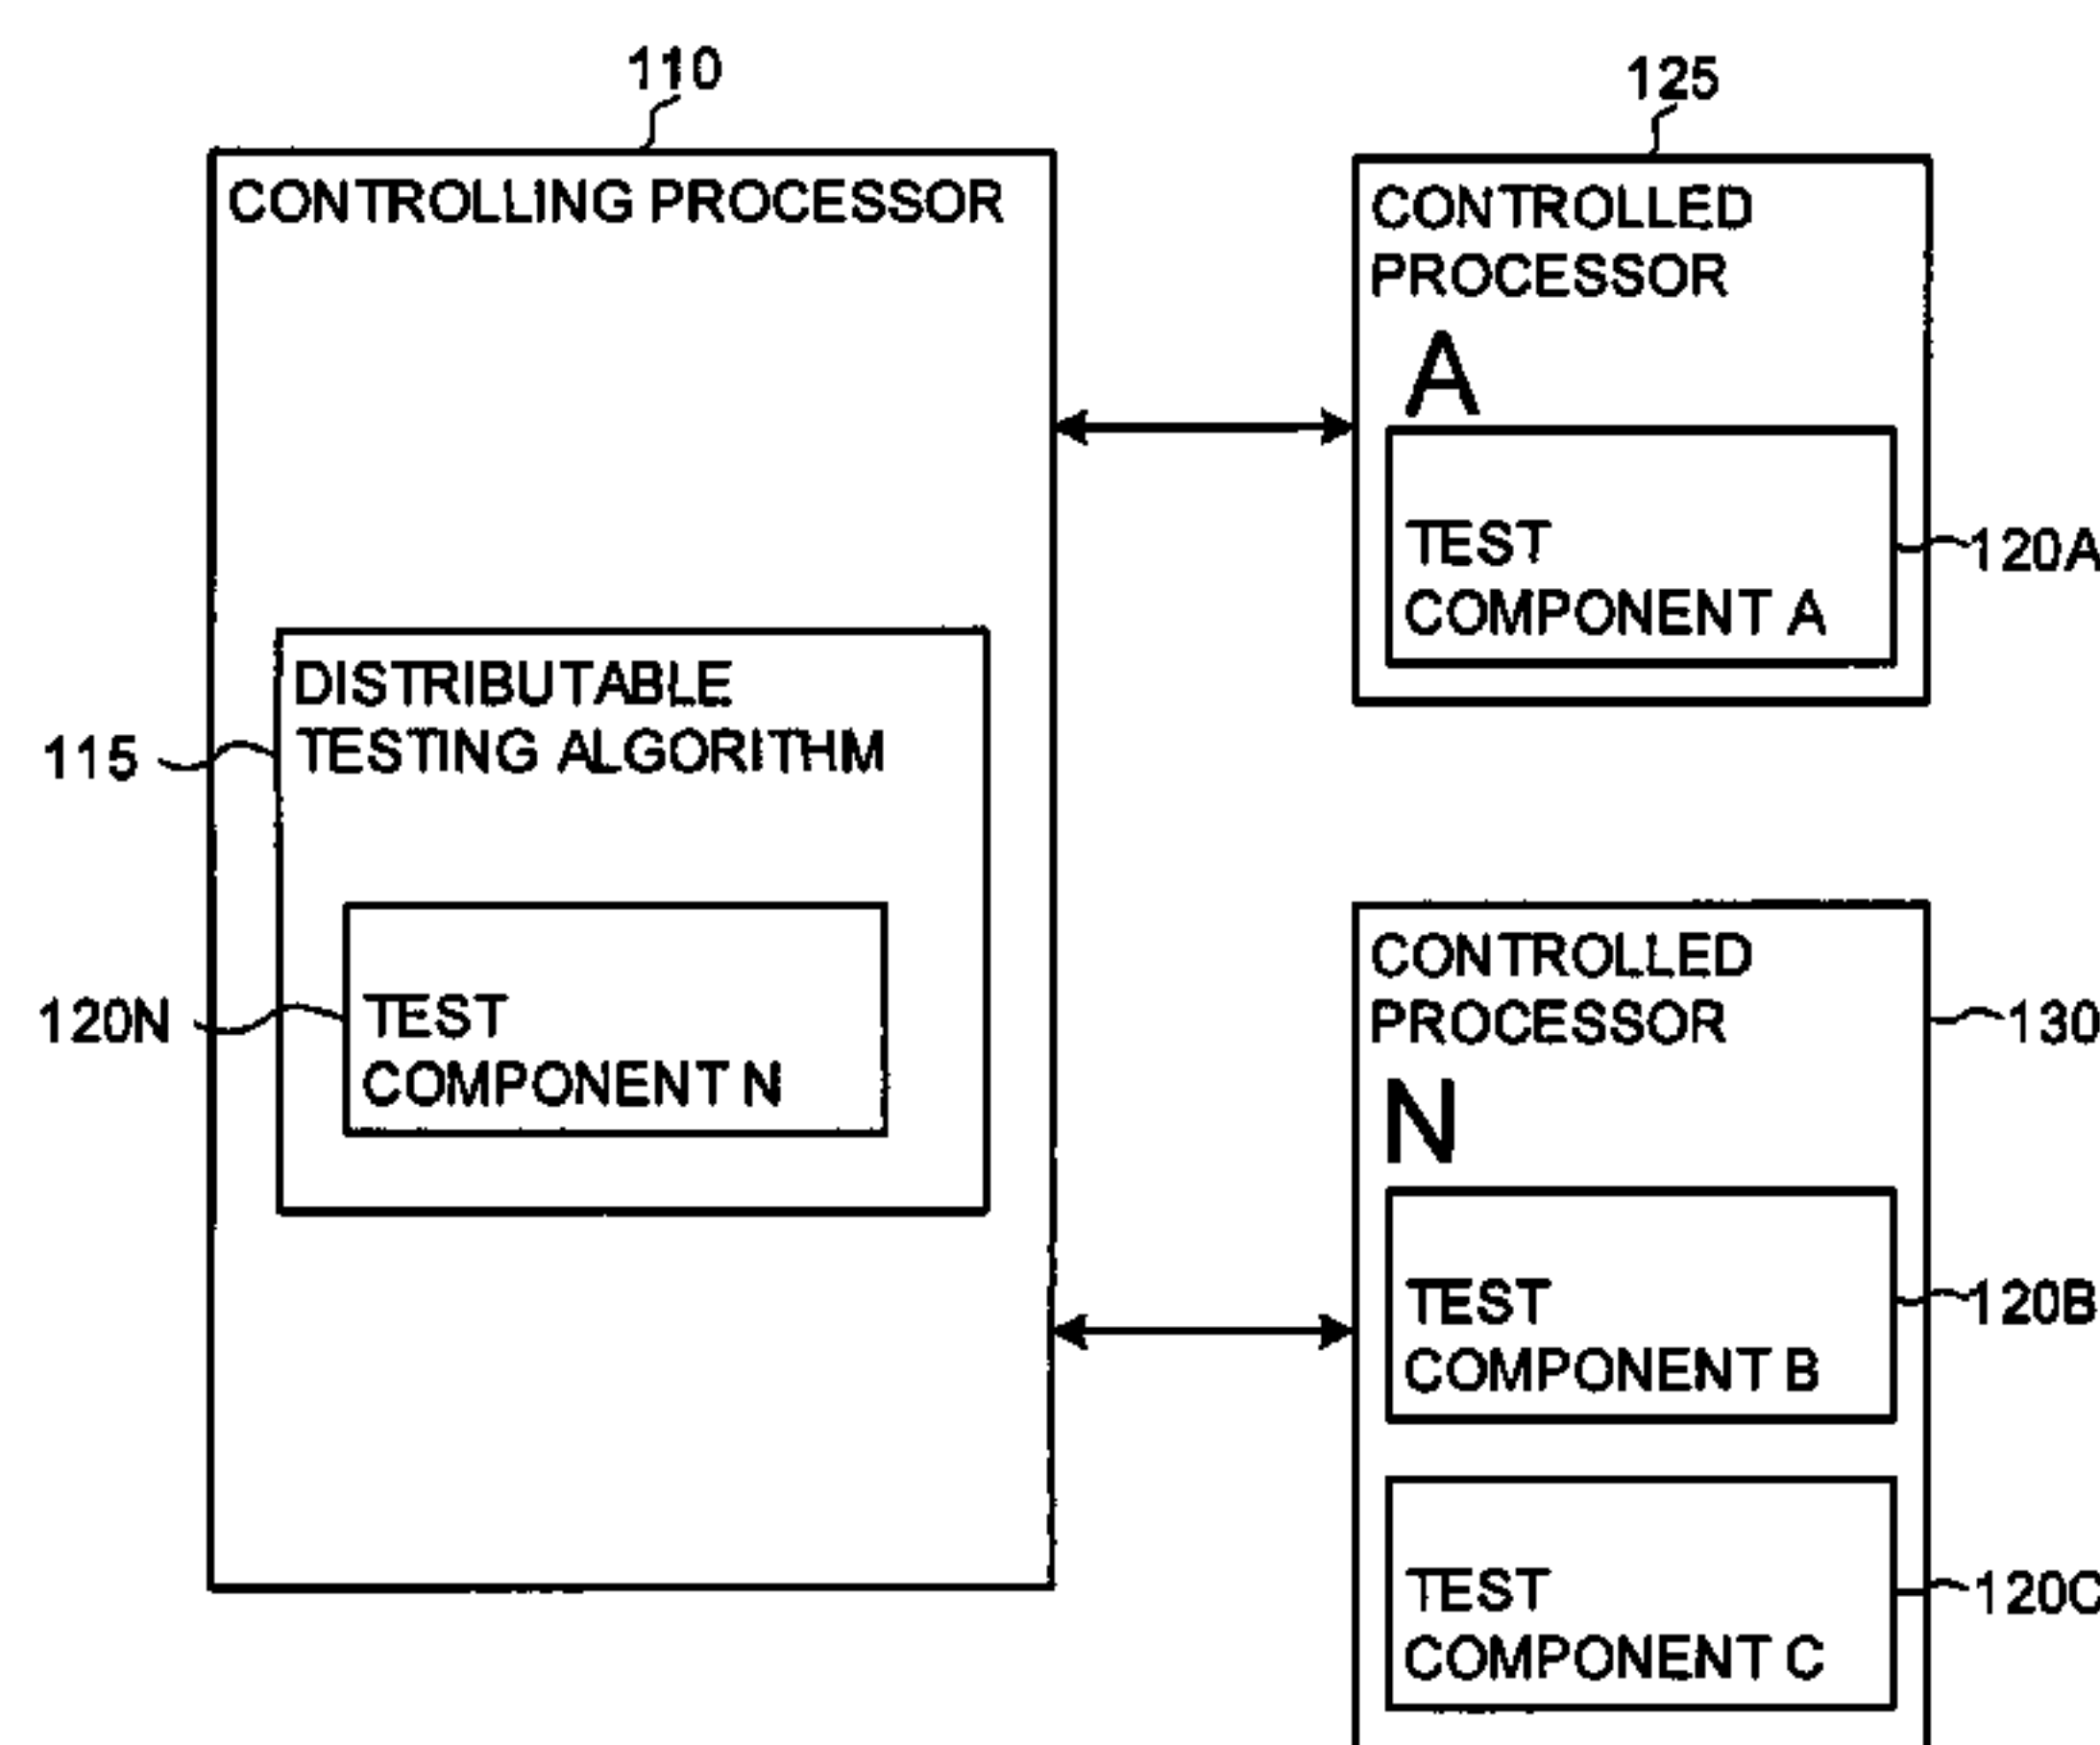 110
CONTROLLING PROCESSOR
DISTRIBUTABLE
TESTING ALGORITHM
115
TEST
COMPONENT N
120N
125
CONTROLLED
PROCESSOR
A
TEST
COMPONENT A
120A
CONTROLLED
PROCESSOR
N
130
TEST
COMPONENT B
120B
TEST
COMPONENT C
120C